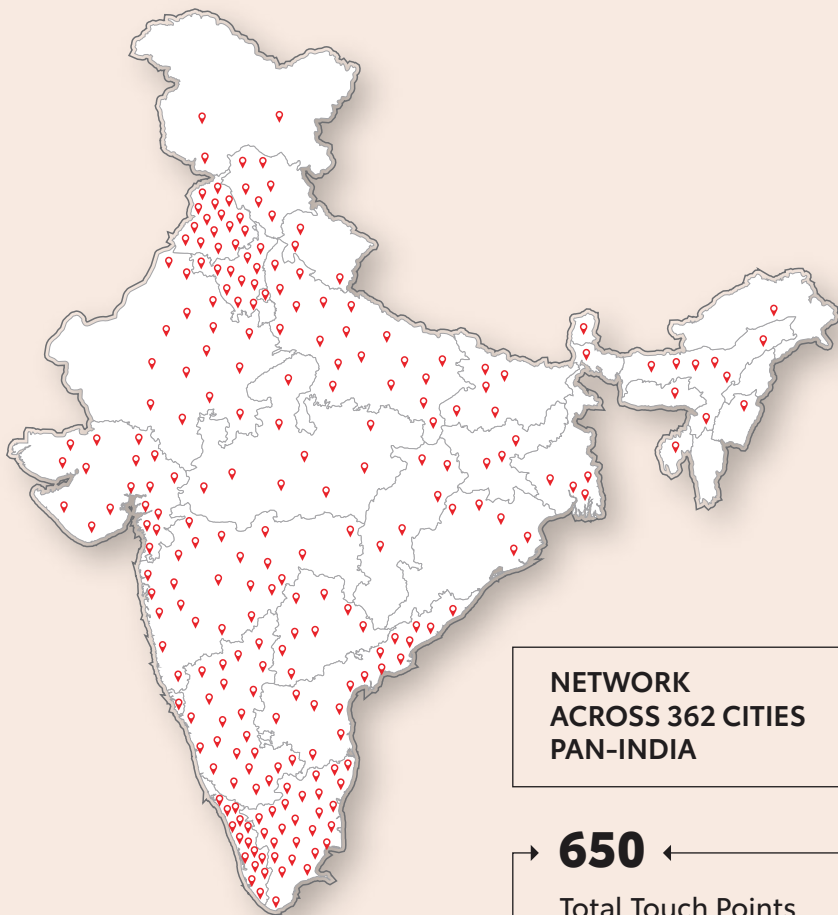 NETWORK
ACROSS 362 CITIES
PAN-INDIA
650
Total Touch Points